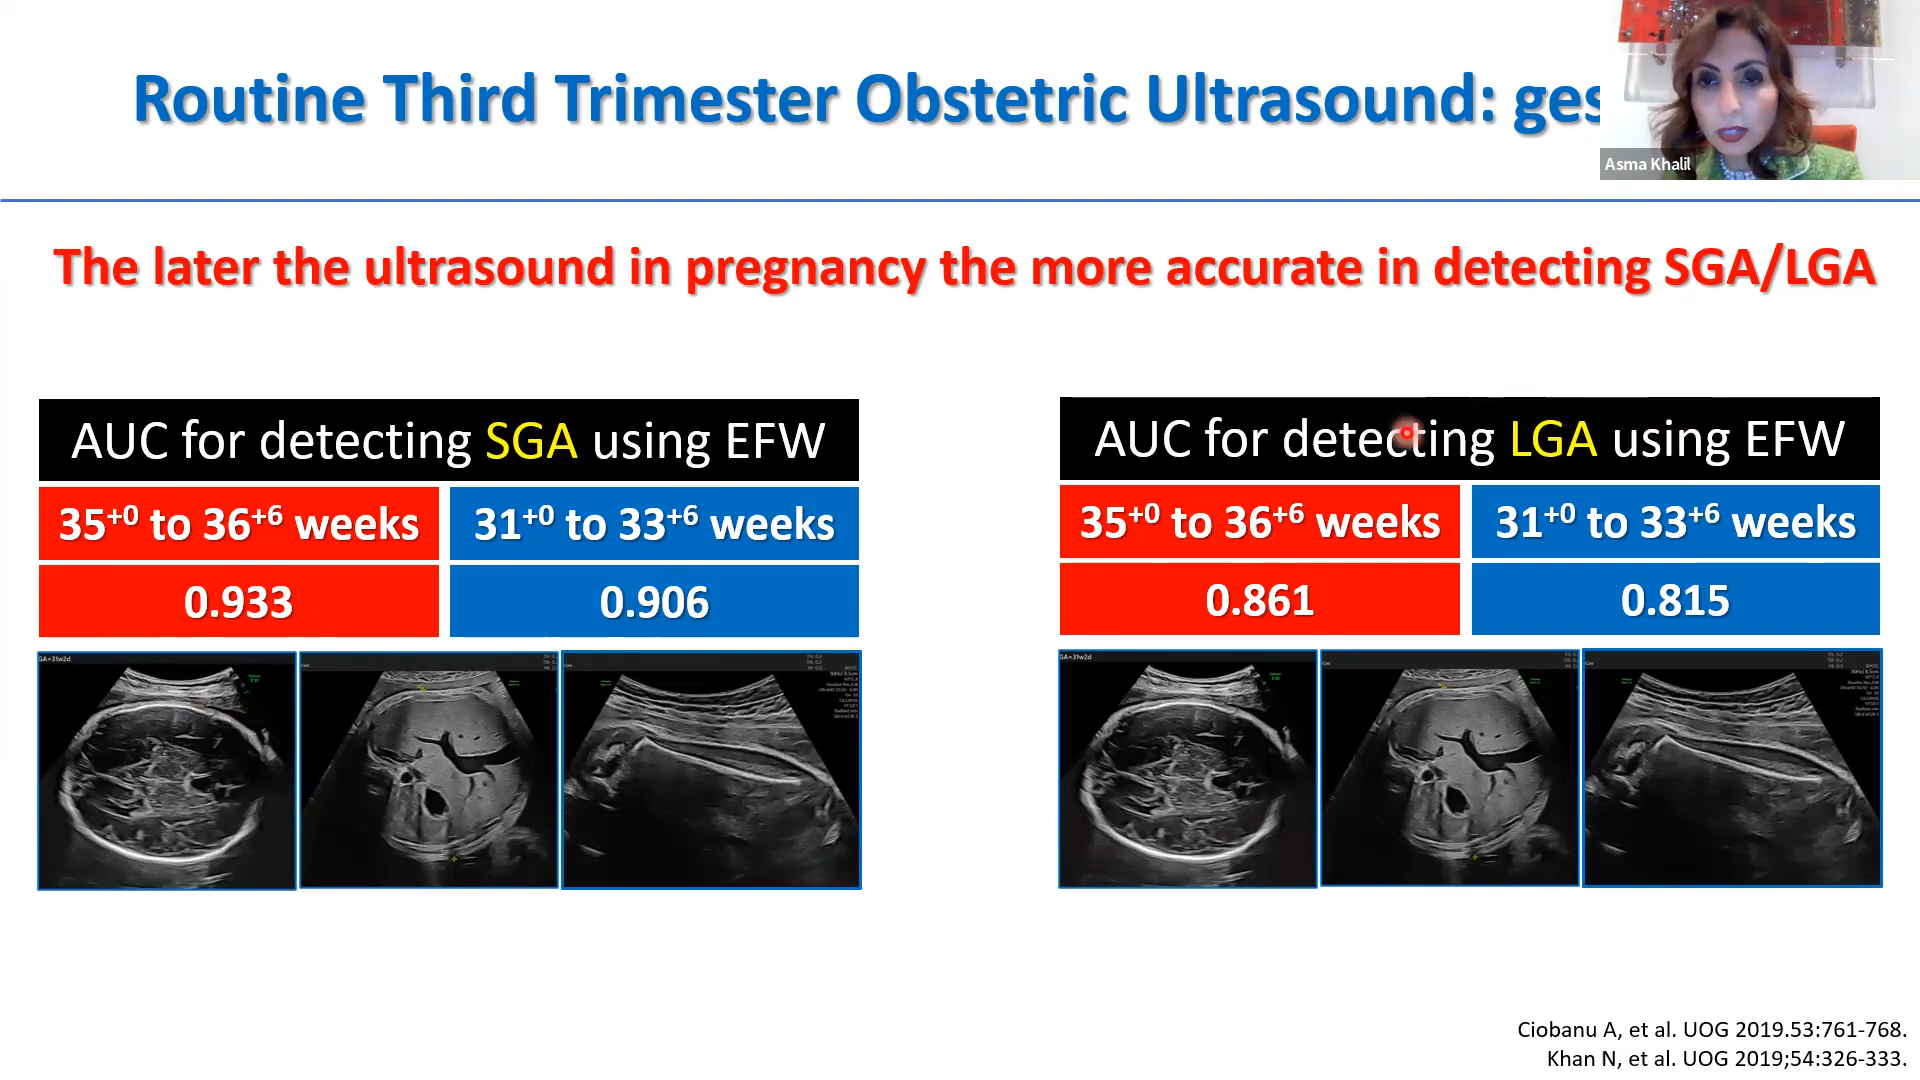 Routine Third Trimester Obstetric Ultrasound: ges
Asma Khalil
The later the ultrasound in pregnancy the more accurate in detecting SGA/LGA
AUC for detecting SGA using EFW
35+0 to 36+6 weeks
31+0 to 33+6 weeks
0.933
0.906
GA=31w2d
AUC for detecting LGA using EFW
35+0 to 36+6 weeks
31+0 to 33+6 weeks
0.861
0.815
GA=31w2d
Ciobanu A, et al. UOG 2019.53:761-768.
Khan N, et al. UOG 2019;54:326-333.